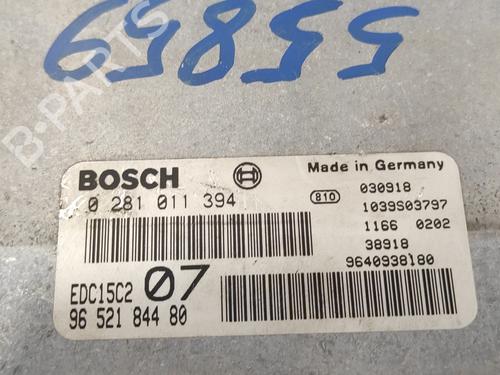 55859
B-PARTS
BOSCH
Made in Germany
0 281 011 394
810
030918
1039S03797
1166 0202
38918
9640938180
EDC15C2 07
96 521 844 80